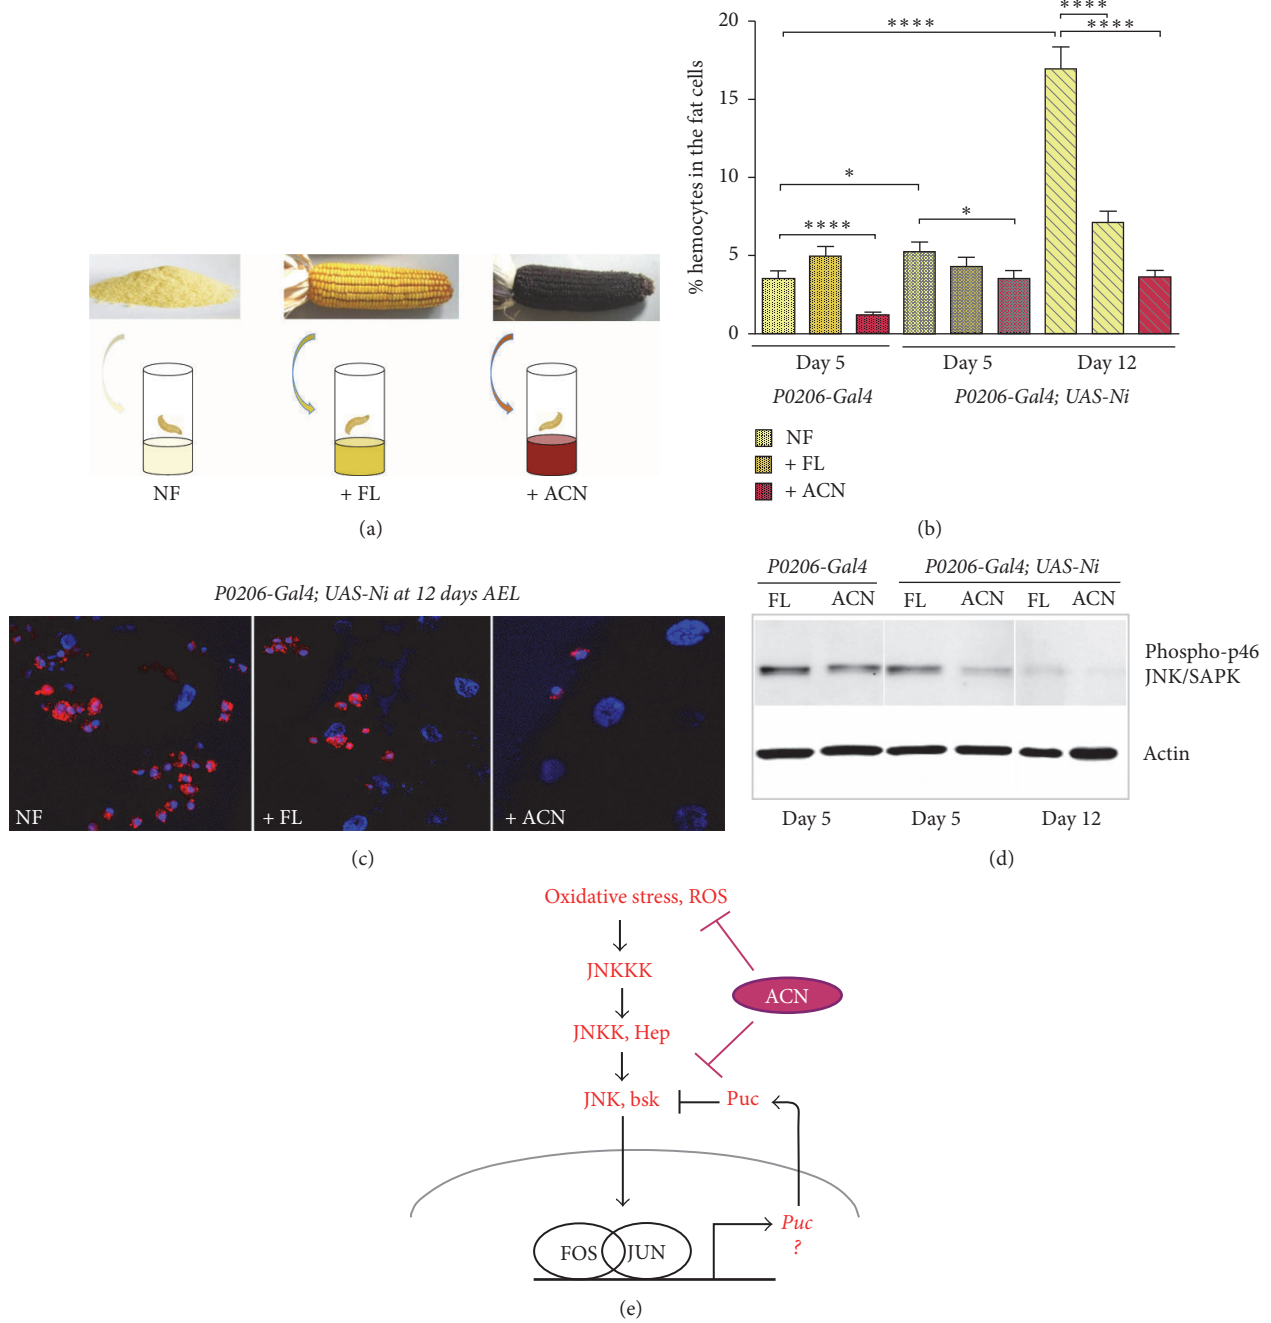 NF
+ FL
+ ACN
(a)
% hemocytes in the fat cells
20
15
10
5
0
****
****
****
*
*
****
Day 5
Day 5
Day 12
P0206-Gal4
P0206-Gal4; UAS-Ni
NF
+ FL
+ ACN
(b)
P0206-Gal4; UAS-Ni at 12 days AEL
NF
+ FL
+ ACN
(c)
P0206-Gal4
P0206-Gal4; UAS-Ni
FL
ACN
FL
ACN
FL
ACN
Phospho-p46
JNK/SAPK
Actin
Day 5
Day 5
Day 12
(d)
Oxidative stress, ROS
JNKKK
ACN
JNKK, Hep
JNK, bsk
Puc
Puc
?
FOS
JUN
(e)